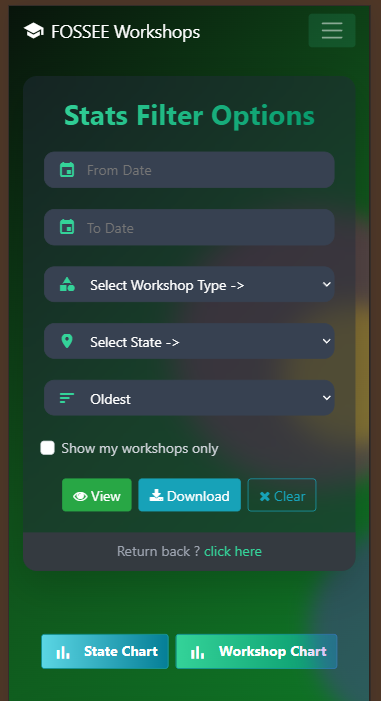 FOSSEE Workshops
Stats Filter Options
From Date
To Date
Select Workshop Type ->
Select State ->
Oldest
Show my workshops only
View Download Clear
Return back ? click here
State Chart Workshop Chart